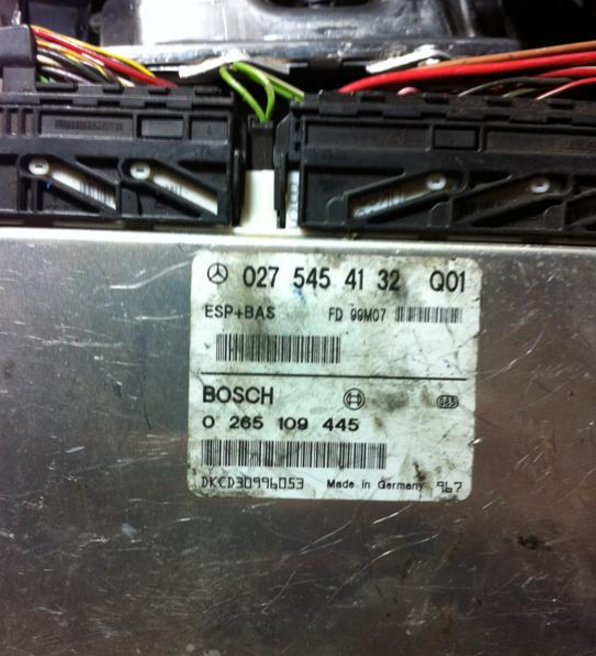 027 545 41 32 Q01
ESP+BAS FD 99M07
BOSCH
0 265 109 445
DKCD30996053 Made in Germany 967